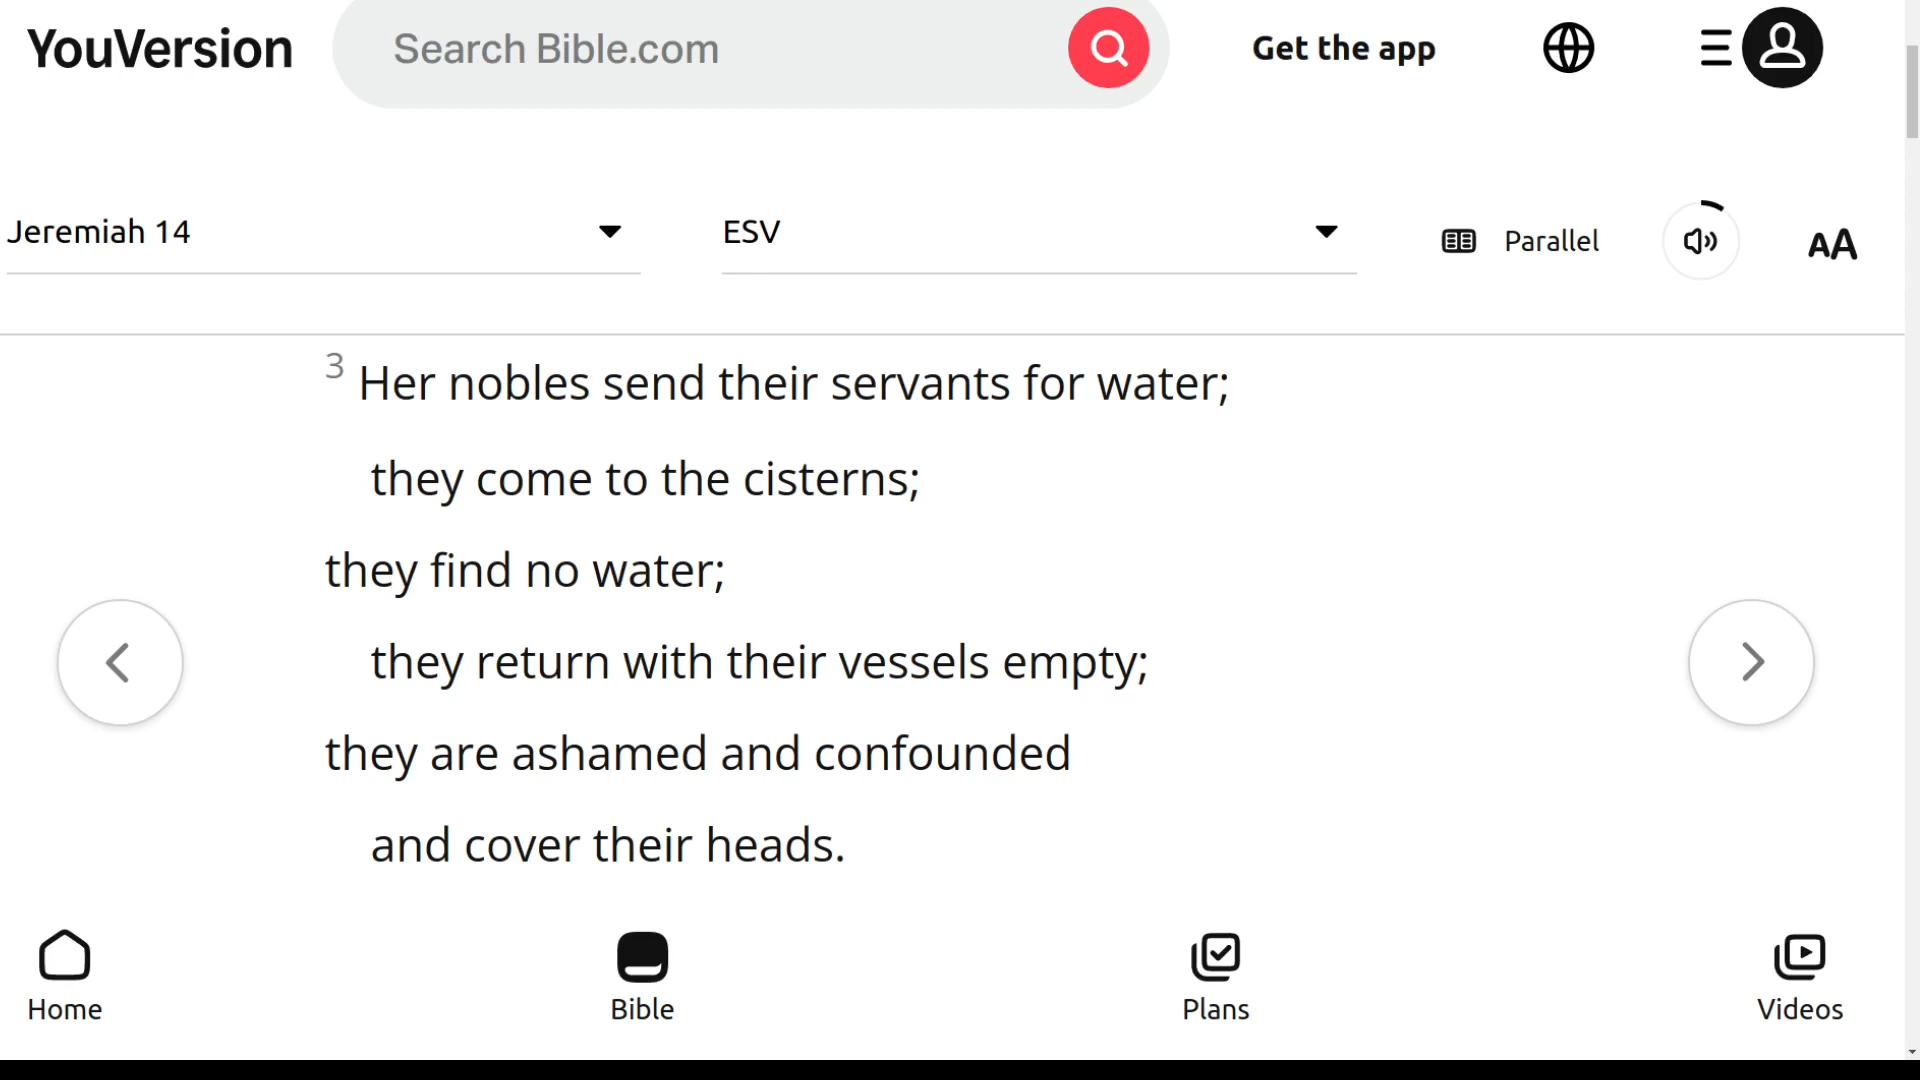 YouVersion
Search Bible.com
Get the app
Jeremiah 14
ESV
Parallel
AA
3 Her nobles send their servants for water;
they come to the cisterns;
they find no water;
they return with their vessels empty;
they are ashamed and confounded
and cover their heads.
Home
Bible
Plans
Videos